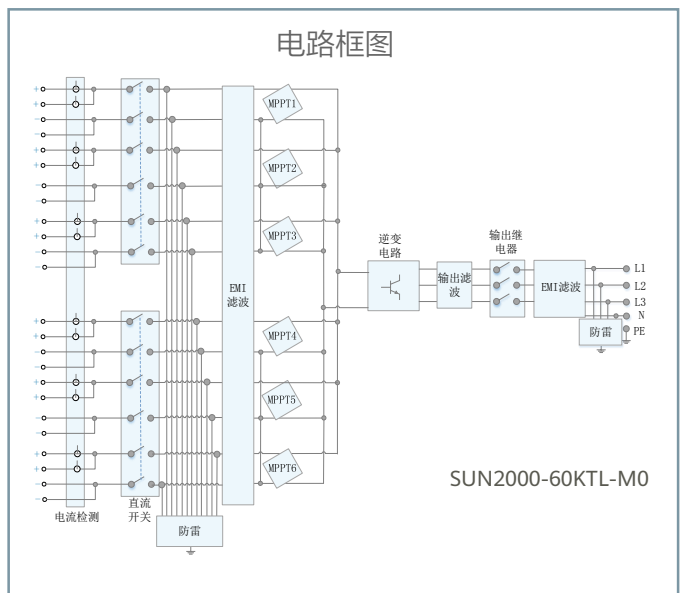 电路框图
MPPT1
MPPT2
MPPT3
EMI
滤波
MPPT4
MPPT5
MPPT6
逆变
电路
输出滤
波
输出继
电器
EMI滤波
L1
L2
L3
N
PE
防雷
SUN2000-60KTL-M0
电流检测
直流
开关
防雷